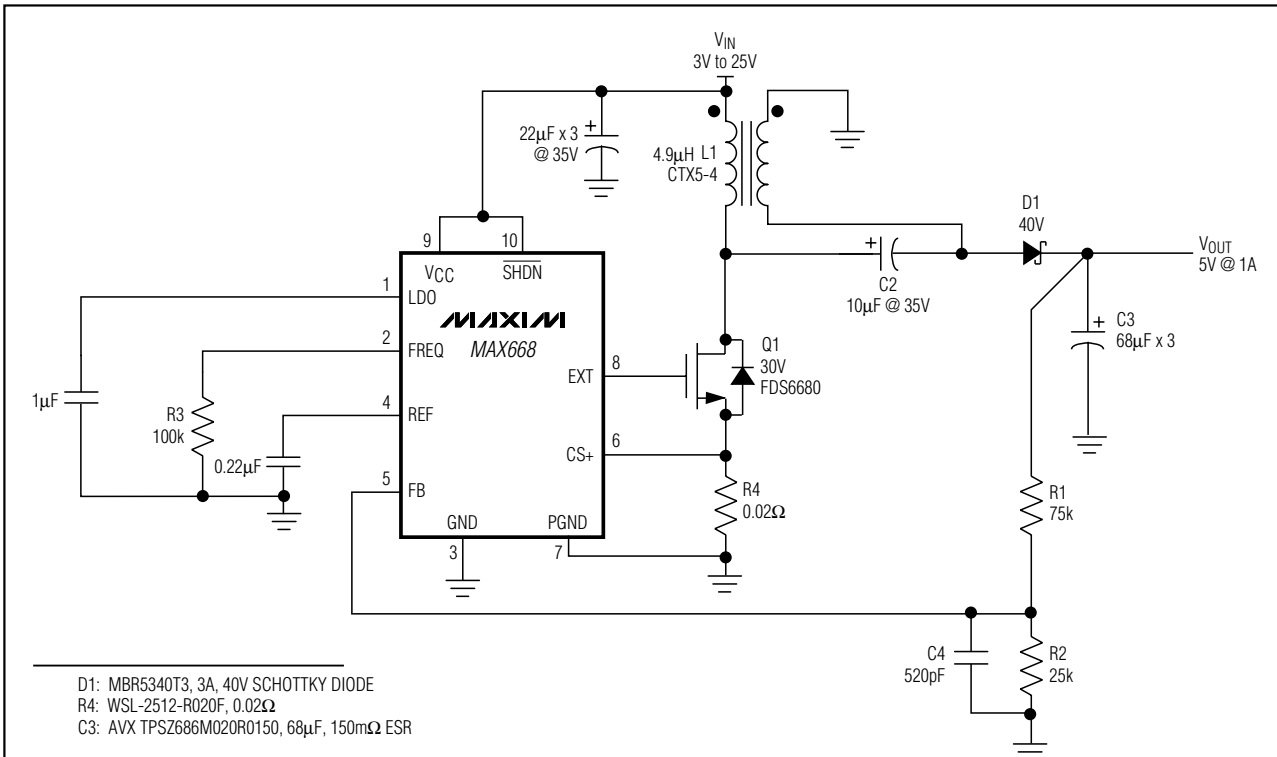 VIN
3V to 25V
22µF x 3
@ 35V
4.9µH L1
CTX5-4
D1
40V
VOUT
5V @ 1A
C2
10µF @ 35V
C3
68µF x 3
9
10
VCC
SHDN
1
LDO
MAXIM
MAX668
2
FREQ
Q1
30V
FDS6680
8
EXT
1µF
R3
100k
4
REF
0.22µF
6
CS+
5
FB
R4
0.02Ω
R1
75k
GND
PGND
3
7
C4
520pF
R2
25k
D1: MBR5340T3, 3A, 40V SCHOTTKY DIODE
R4: WSL-2512-R020F, 0.02Ω
C3: AVX TPSZ686M020R0150, 68µF, 150mΩ ESR